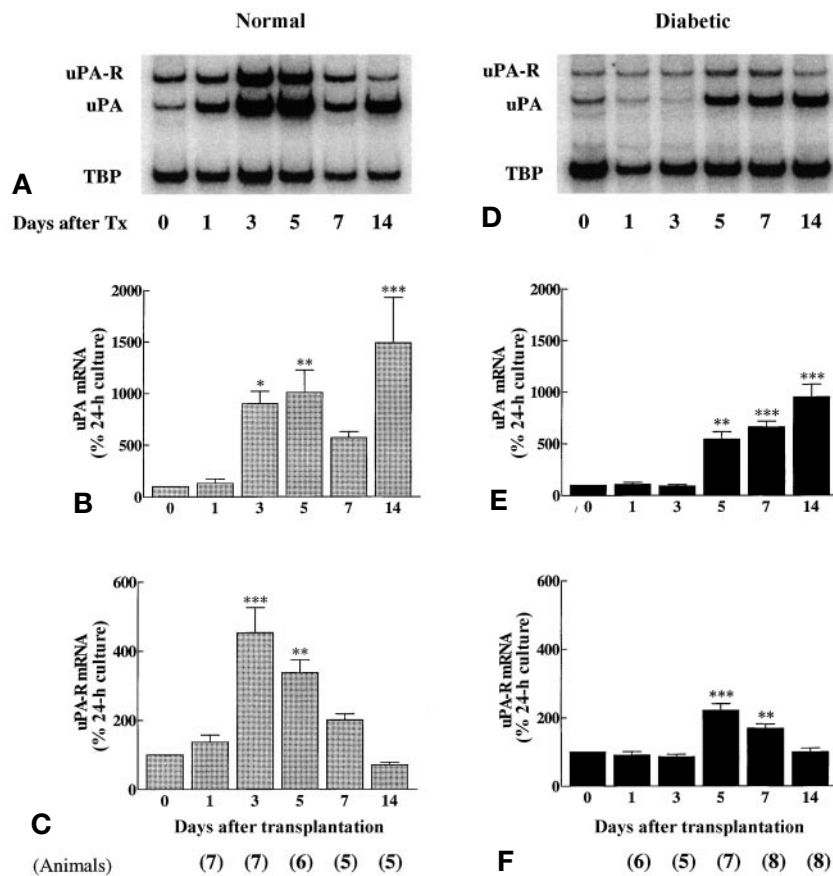 Normal
Diabetic
uPA-R
uPA
TBP
A
Days after Tx 0 1 3 5 7 14
uPA-R
uPA
TBP
D
0 1 3 5 7 14
2000
1500
1000
500
0
uPA mRNA
(% 24-h culture)
* ** ***
0 1 3 5 7 14
B
2000
1500
1000
500
0
uPA mRNA
(% 24-h culture)
** *** ***
0 1 3 5 7 14
E
600
400
200
0
uPA-R mRNA
(% 24-h culture)
*** **
0 1 3 5 7 14
Days after transplantation
C
(Animals) (7) (7) (6) (5) (5)
600
400
200
0
uPA-R mRNA
(% 24-h culture)
*** **
0 1 3 5 7 14
Days after transplantation
F
(6) (5) (7) (8) (8)